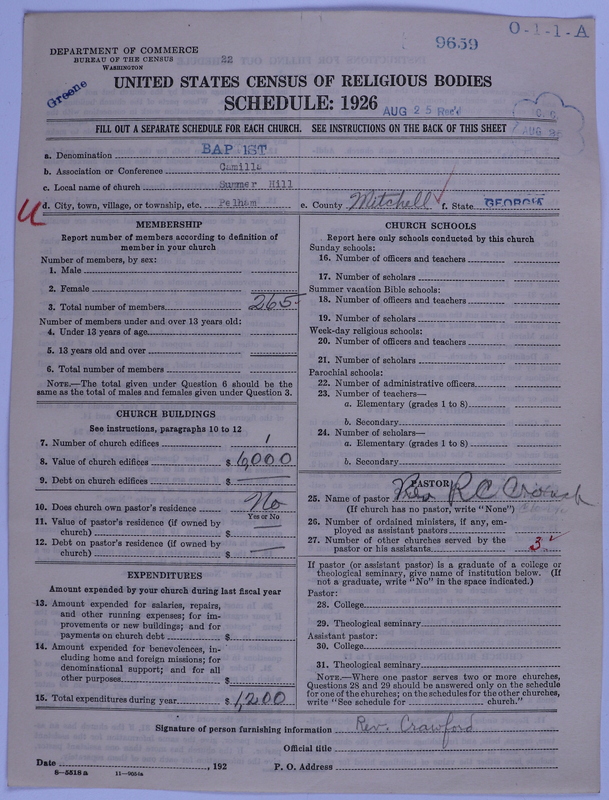 O-1-1-A
9659
DEPARTMENT OF COMMERCE
BUREAU OF THE CENSUS
WASHINGTON
22
Greene
UNITED STATES CENSUS OF RELIGIOUS BODIES
SCHEDULE: 1926
AUG 25 Rec'd
FILL OUT A SEPARATE SCHEDULE FOR EACH CHURCH. SEE INSTRUCTIONS ON THE BACK OF THIS SHEET
a. Denomination BAPTIST
b. Association or Conference Camilla
c. Local name of church Summer Hill
U d. City, town, village, or township, etc. Pelham e. County Mitchell f. State GEORGIA
MEMBERSHIP
Report number of members according to definition of
member in your church
Number of members, by sex:
1. Male
2. Female
3. Total number of members 265
Number of members under and over 13 years old:
4. Under 13 years of age
5. 13 years old and over
6. Total number of members
NOTE.—The total given under Question 6 should be the
same as the total of males and females given under Question 3.
CHURCH BUILDINGS
See instructions, paragraphs 10 to 12
7. Number of church edifices 1
8. Value of church edifices $ 6,000
9. Debt on church edifices $
10. Does church own pastor's residence No
Yes or No
11. Value of pastor's residence (if owned by
church) $
12. Debt on pastor's residence (if owned by
church) $
EXPENDITURES
Amount expended by your church during last fiscal year
13. Amount expended for salaries, repairs,
and other running expenses; for im-
provements or new buildings; and for
payments on church debt $
14. Amount expended for benevolences, in-
cluding home and foreign missions; for
denominational support; and for all
other purposes $
15. Total expenditures during year $ 1,200
CHURCH SCHOOLS
Report here only schools conducted by this church
Sunday schools:
16. Number of officers and teachers
17. Number of scholars
Summer vacation Bible schools:
18. Number of officers and teachers
19. Number of scholars
Week-day religious schools:
20. Number of officers and teachers
21. Number of scholars
Parochial schools:
22. Number of administrative officers
23. Number of teachers—
a. Elementary (grades 1 to 8)
b. Secondary
24. Number of scholars—
a. Elementary (grades 1 to 8)
b. Secondary
PASTOR
25. Name of pastor Rev R C Crouch
(If church has no pastor, write "None")
26. Number of ordained ministers, if any, em-
ployed as assistant pastors
27. Number of other churches served by the
pastor or his assistants 3
If pastor (or assistant pastor) is a graduate of a college or
theological seminary, give name of institution below. (If
not a graduate, write "No" in the space indicated.)
Pastor:
28. College
29. Theological seminary
Assistant pastor:
30. College
31. Theological seminary
NOTE.—Where one pastor serves two or more churches,
Questions 28 and 29 should be answered only on the schedule
for one of the churches; on the schedules for the other churches,
write "See schedule for church."
Signature of person furnishing information Rev. Crawford
Official title
Date , 192 P. O. Address
8—5518a 11—9054a